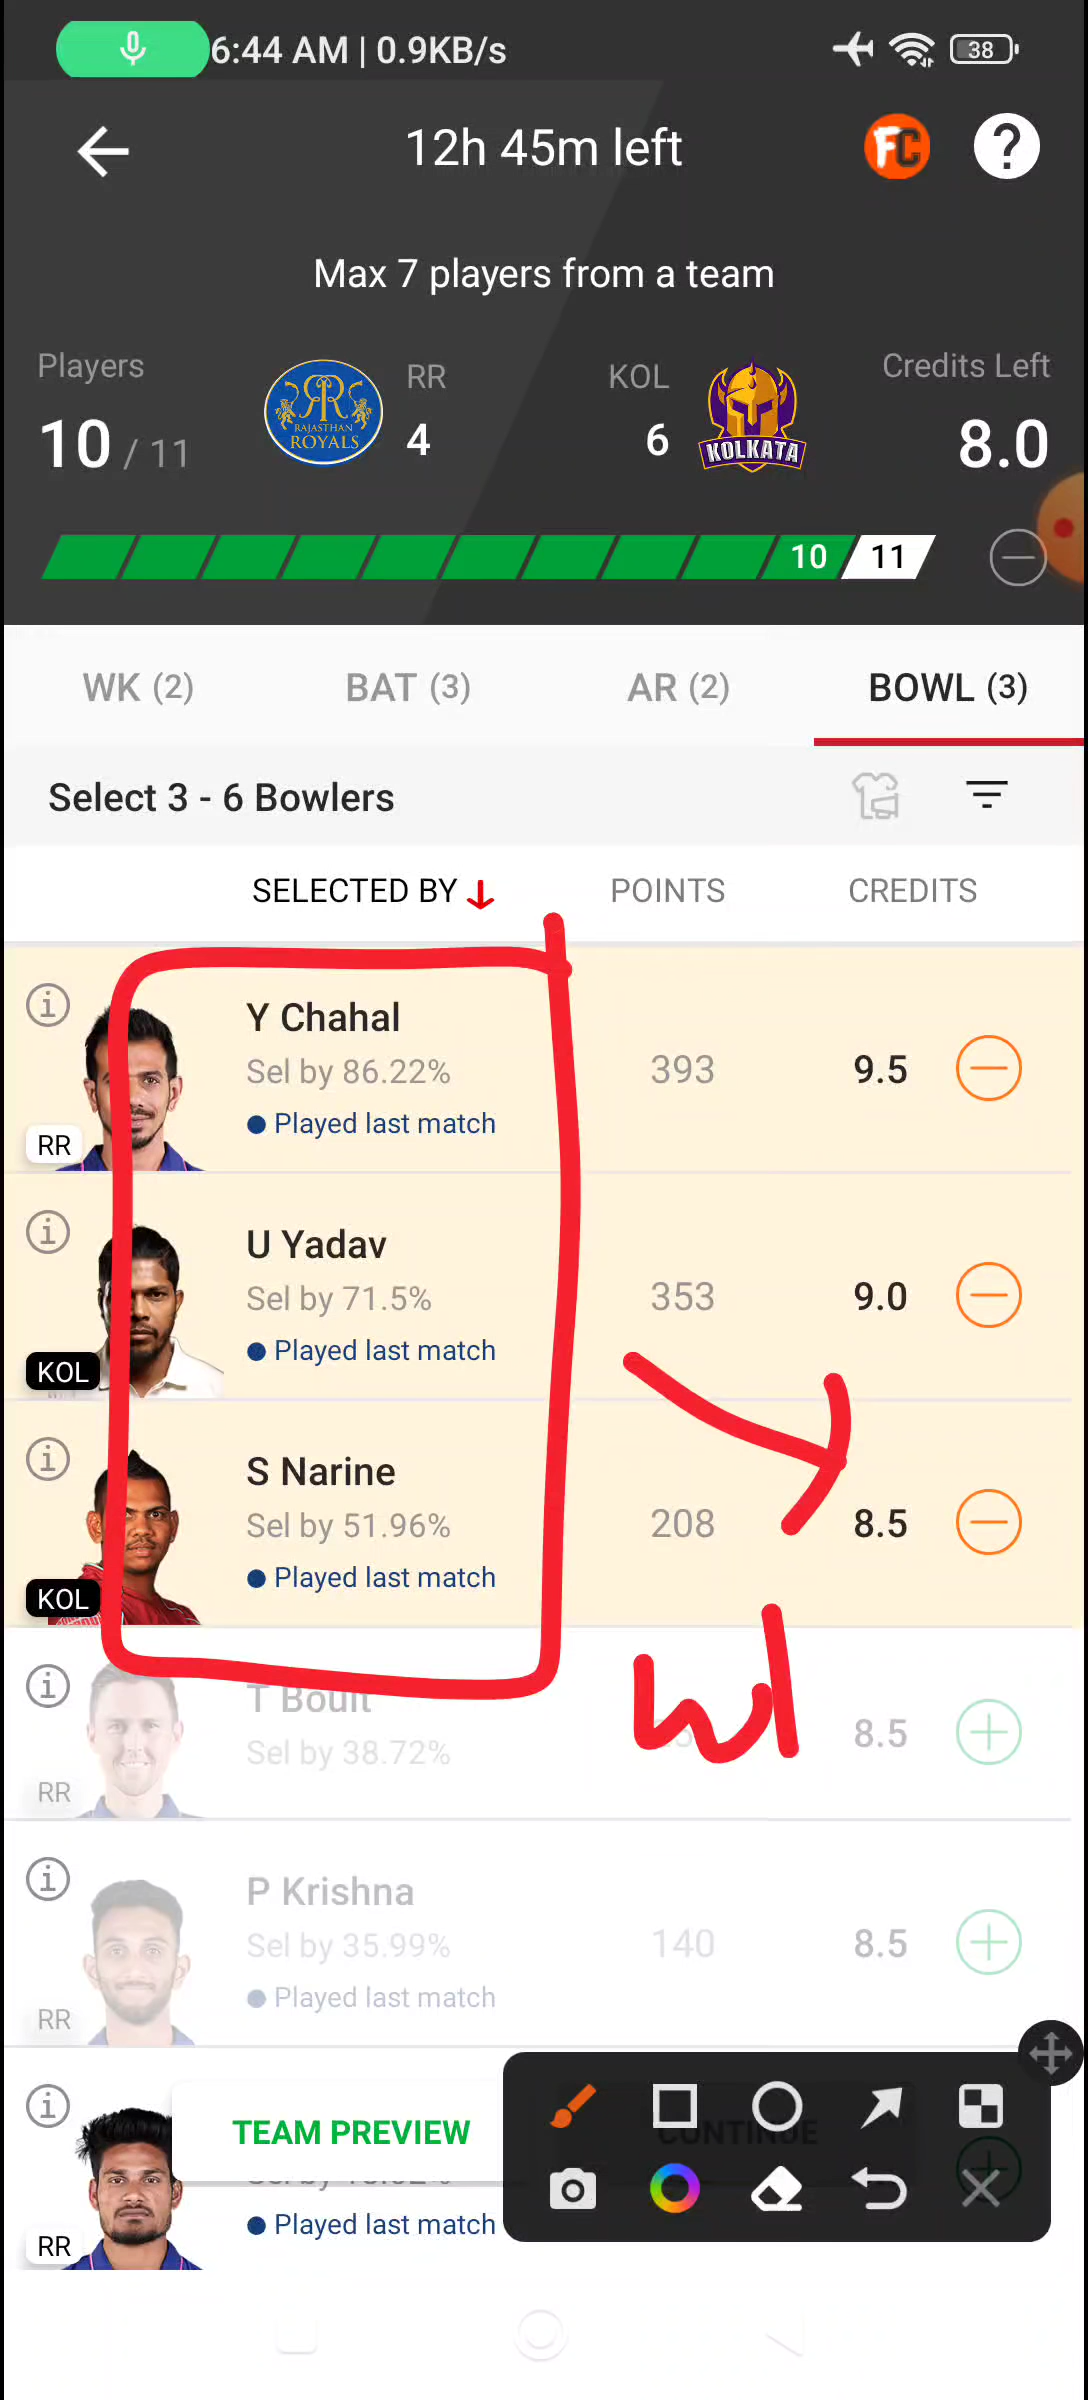 6:44 AM | 0.9KB/s
38
12h 45m left
FC
?
Max 7 players from a team
Players
RR
KOL
Credits Left
RAJASTHAN
ROYALS
KOLKATA
10 / 11
4
6
8.0
10
11
WK (2)
BAT (3)
AR (2)
BOWL (3)
Select 3 - 6 Bowlers
SELECTED BY
POINTS
CREDITS
Y Chahal
Sel by 86.22%
393
9.5
Played last match
RR
U Yadav
Sel by 71.5%
353
9.0
Played last match
KOL
S Narine
Sel by 51.96%
208
8.5
Played last match
KOL
T Boult
Sel by 38.72%
8.5
RR
P Krishna
Sel by 35.99%
140
8.5
Played last match
RR
TEAM PREVIEW
CONTINUE
Played last match
RR